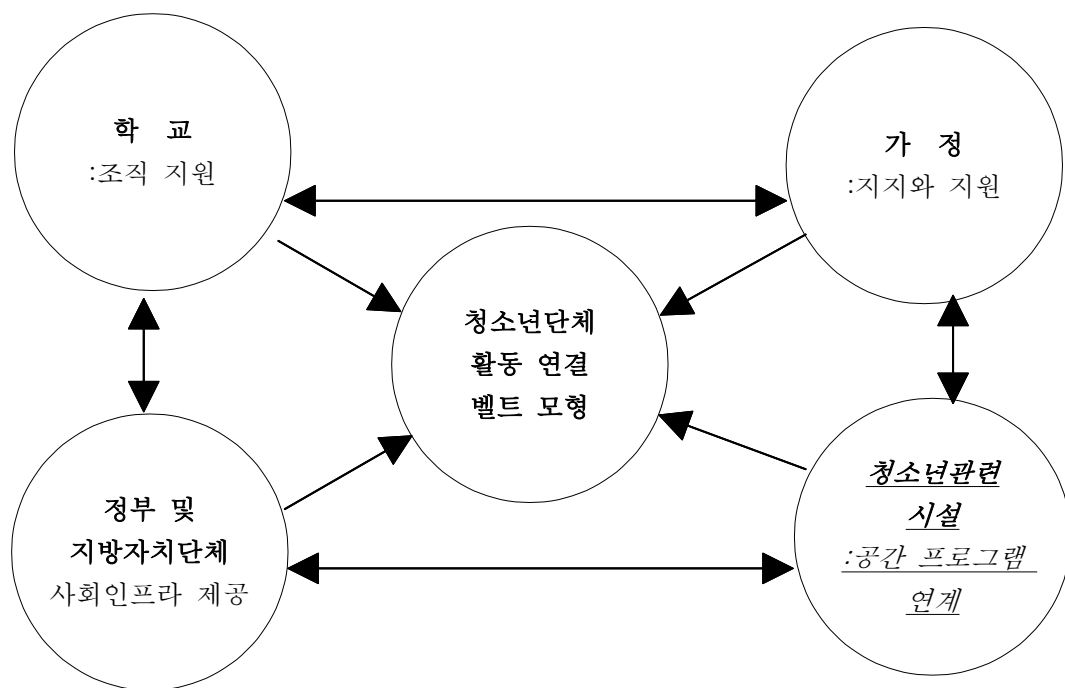 학 교
:조직 지원
가 정
:지지와 지원
청소년단체
활동 연결
벨트 모형
정부 및
지방자치단체
사회인프라 제공
청소년관련
시설
:공간 프로그램
연계